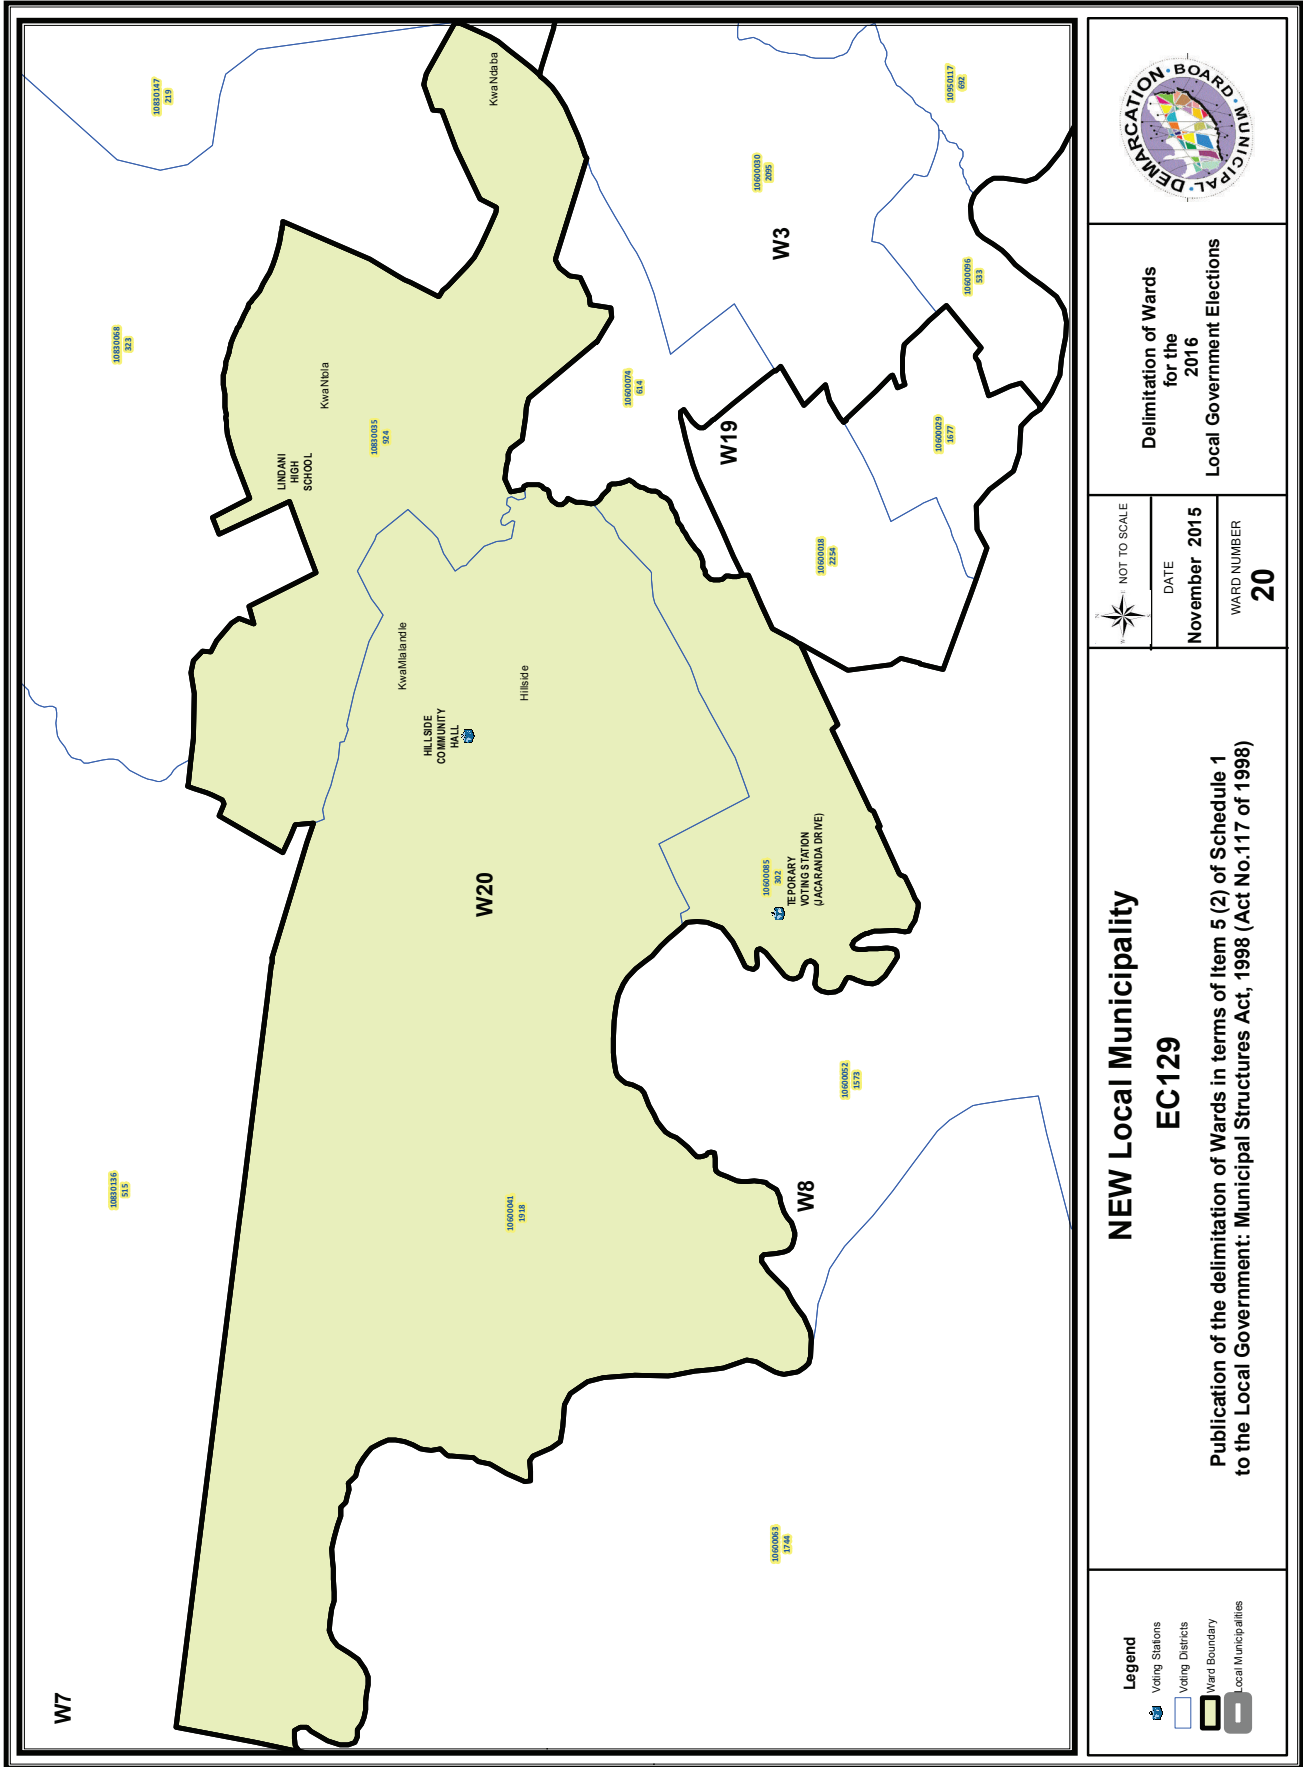 W7
10830136
515
10830068
323
10830147
219
KwaNdaba
KwaNtola
LINDANI
HIGH
SCHOOL
10830035
924
KwaMlalandle
Hillside
HILLSIDE
COMMUNITY
HALL
W20
10600041
1918
10600085
302
TEPORARY
VOTING STATION
(JACARANDA DRIVE)
10600074
614
W19
10600018
2254
10600029
1677
W3
10600030
2095
10600096
533
10950117
692
W8
10600052
1573
10600063
1744
Legend
Voting Stations
Voting Districts
Ward Boundary
Local Municipalities
NEW Local Municipality
EC129
Publication of the delimitation of Wards in terms of Item 5 (2) of Schedule 1
to the Local Government: Municipal Structures Act, 1998 (Act No.117 of 1998)
NOT TO SCALE
DATE
November 2015
WARD NUMBER
20
Delimitation of Wards
for the
2016
Local Government Elections
MUNICIPAL • DEMARCATION • BOARD •